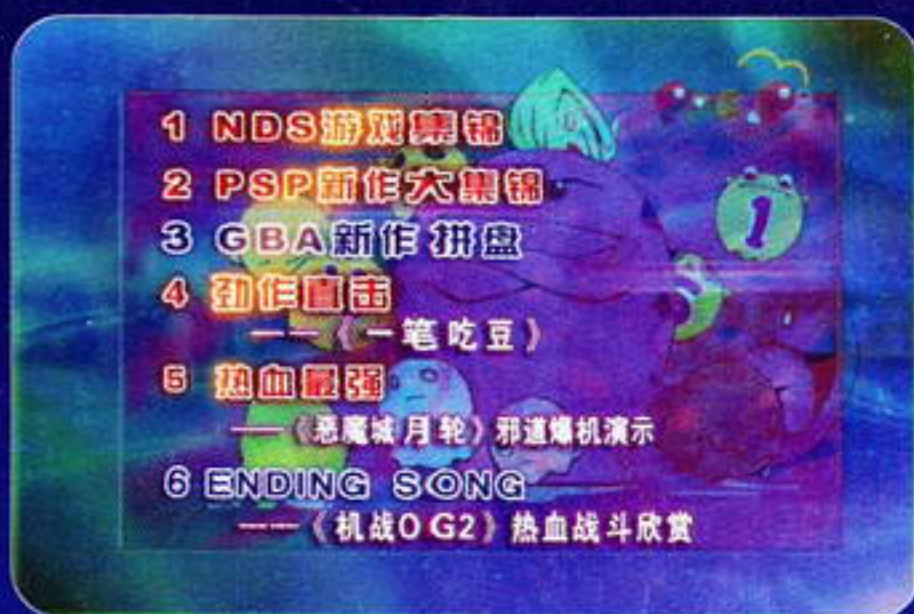 1 NDS游戏集锦
2 PSP新作大集锦
3 GBA新作拼盘
4 劲作直击
——《一笔吃豆》
5 热血最强
——《恶魔城月轮》邪道爆机演示
6 ENDING SONG
——《机战OG2》热血战斗欣赏
1